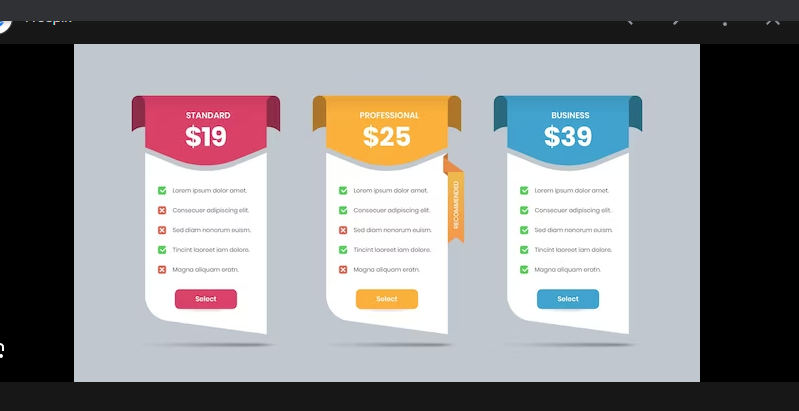 Freepik
STANDARD
$19
Lorem ipsum dolor amet.
Consecuer adipiscing elit.
Sed diam nonorum euism.
Tincint laoreet iam dolore.
Magna aliquam eratn.
Select
PROFESSIONAL
$25
RECOMMENDED
Lorem ipsum dolor amet.
Consecuer adipiscing elit.
Sed diam nonorum euism.
Tincint laoreet iam dolore.
Magna aliquam eratn.
Select
BUSINESS
$39
Lorem ipsum dolor amet.
Consecuer adipiscing elit.
Sed diam nonorum euism.
Tincint laoreet iam dolore.
Magna aliquam eratn.
Select